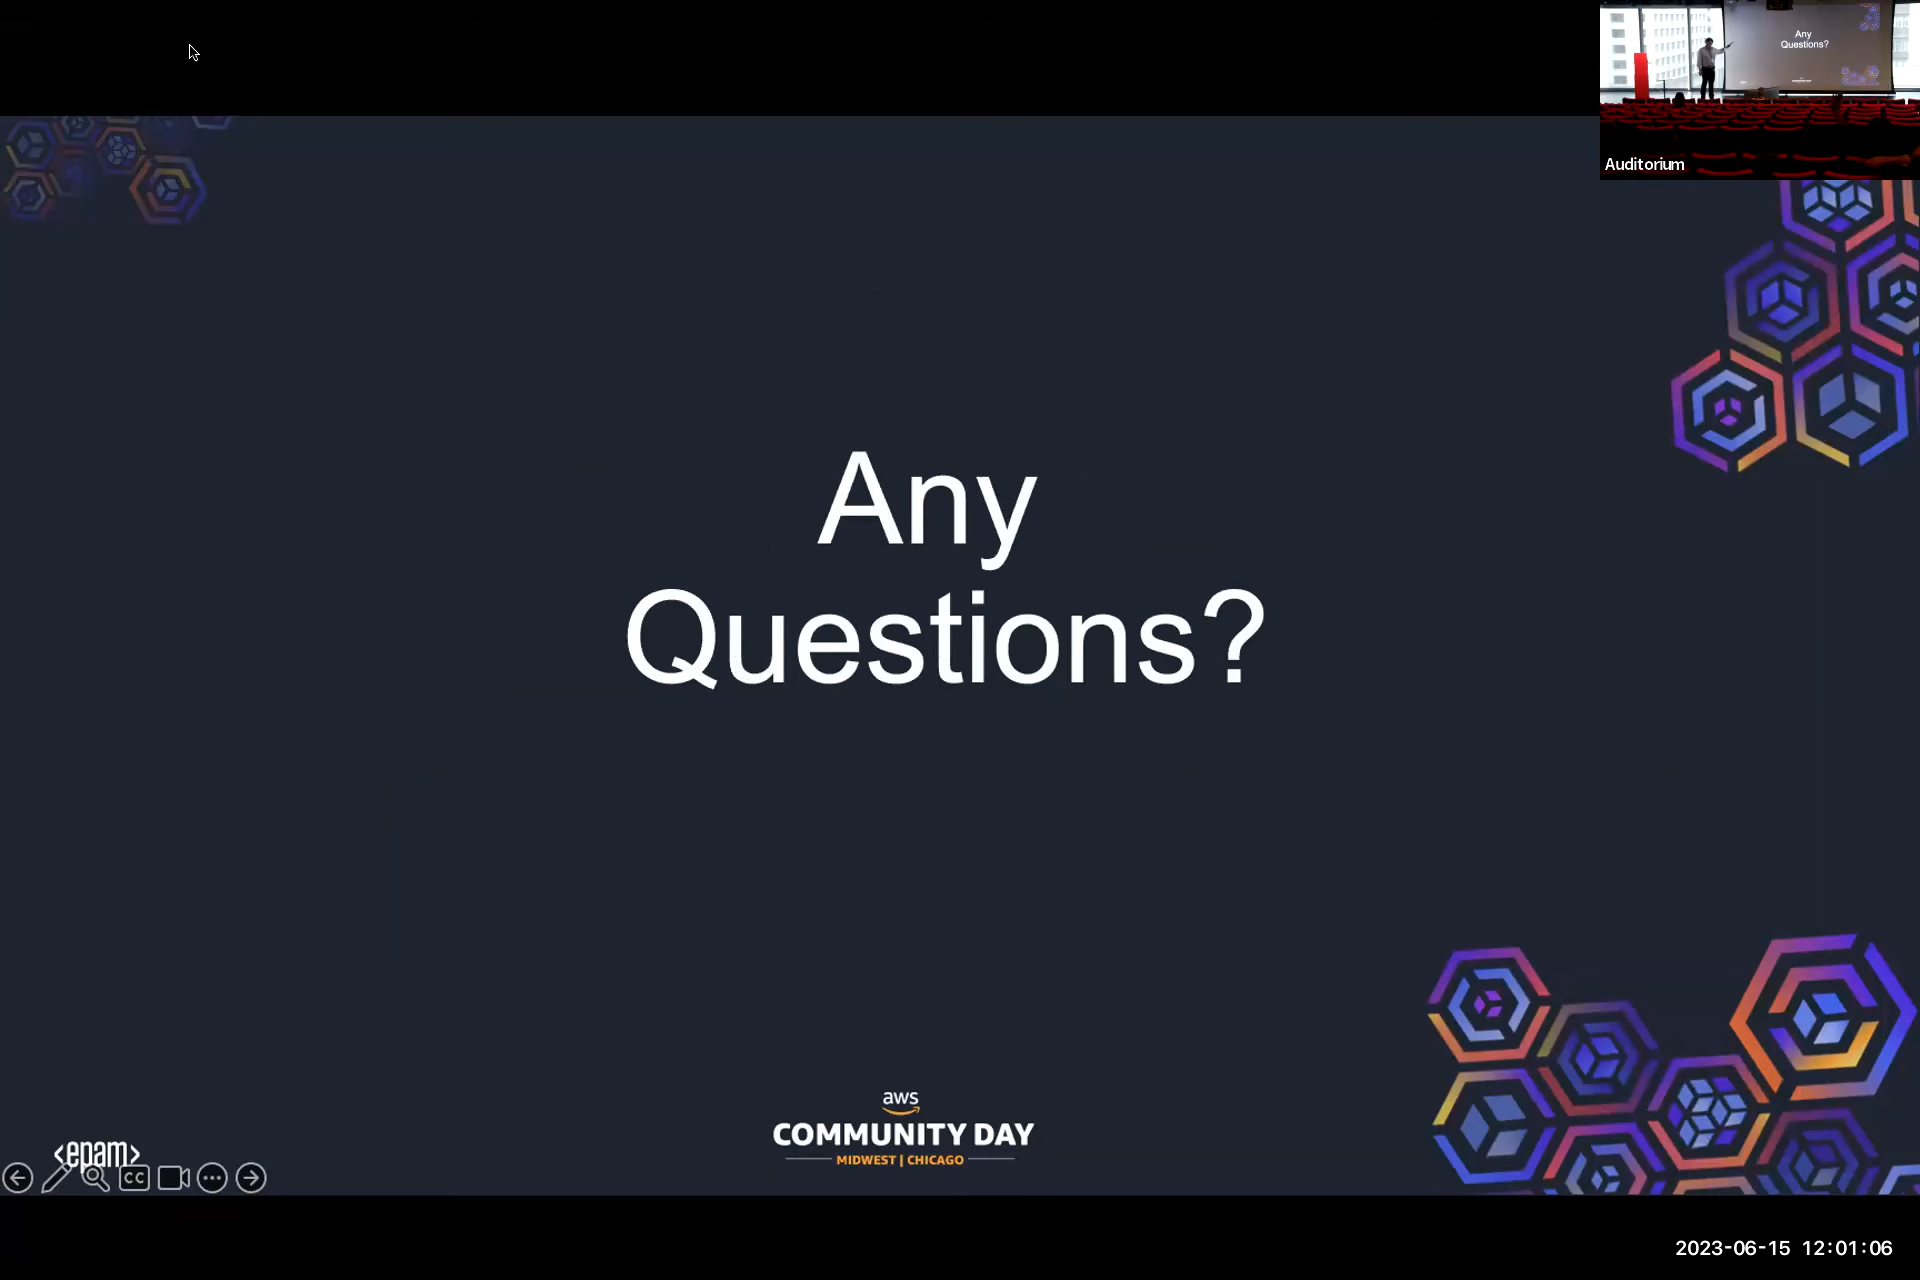 Any
Questions?
Auditorium
Any
Questions?
aws
COMMUNITY DAY
MIDWEST | CHICAGO
<epam>
CC
2023-06-15 12:01:06